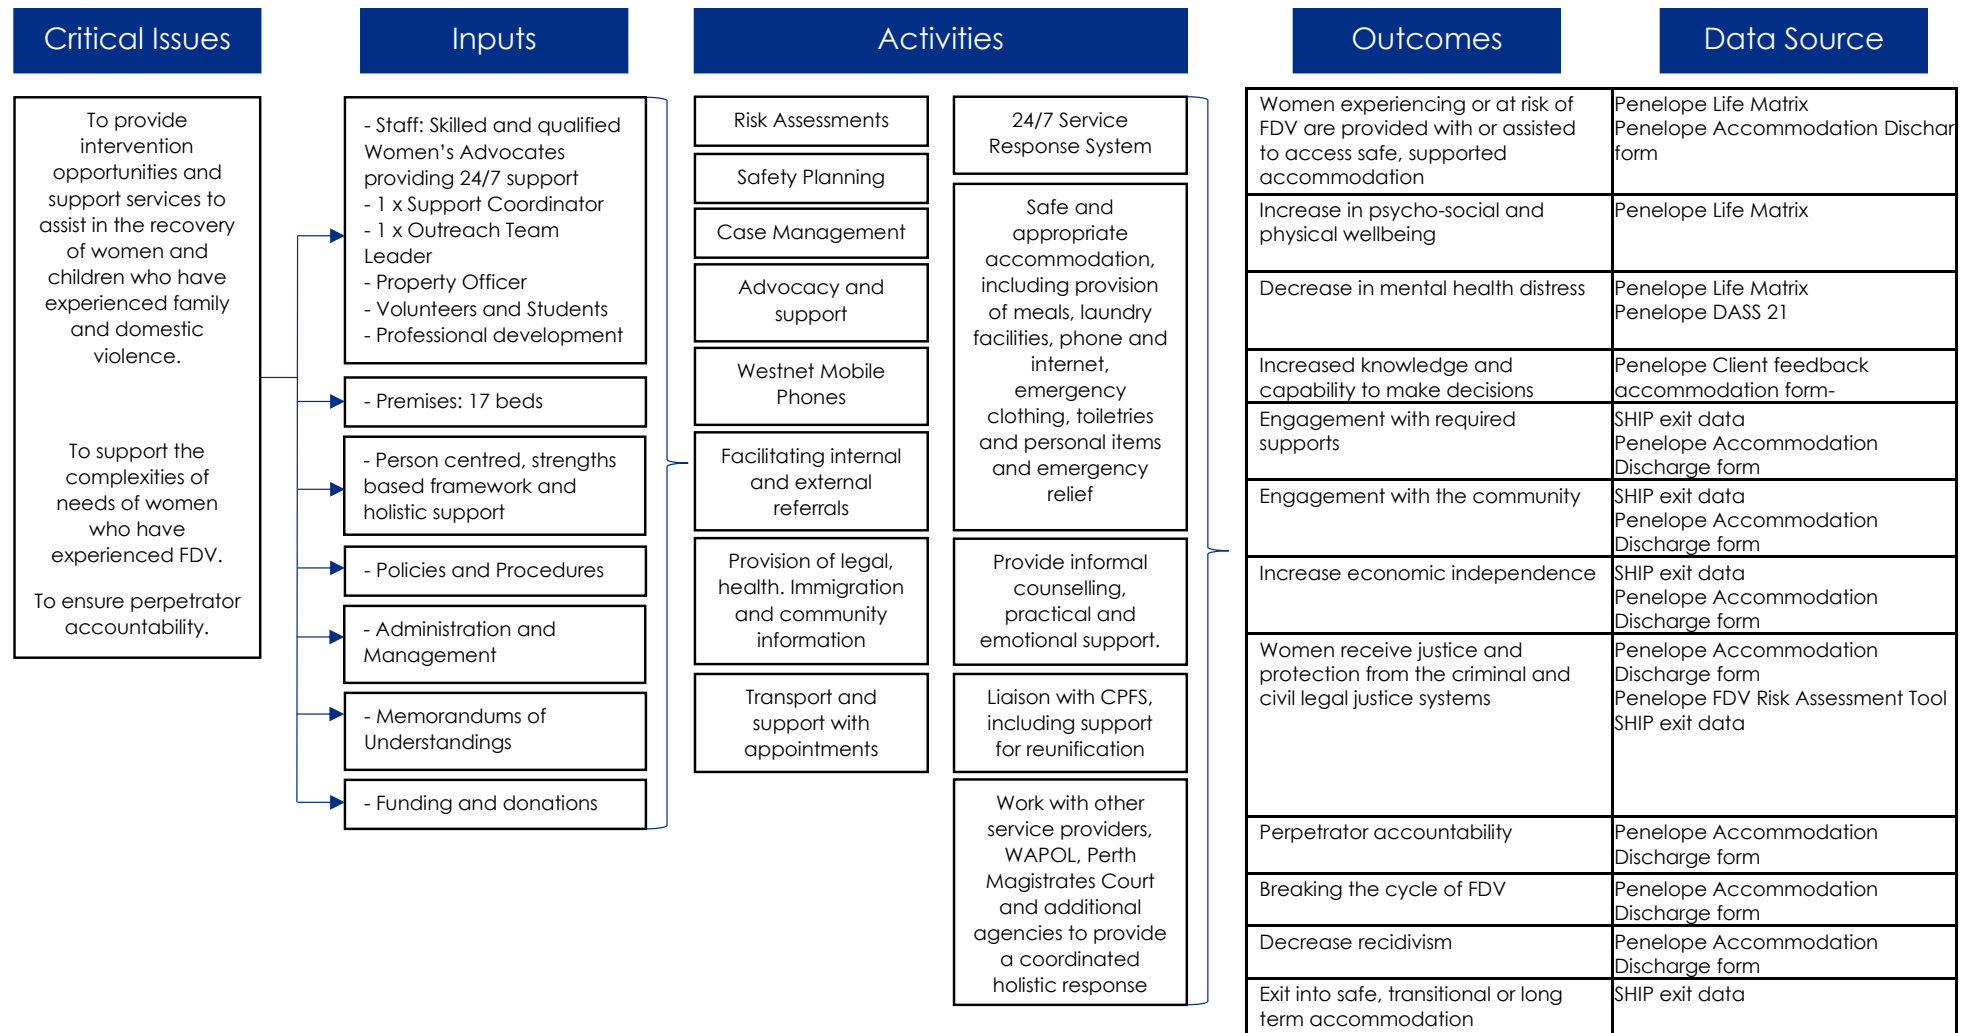 Critical Issues
Inputs
Activities
Outcomes
Data Source
To provide
intervention
opportunities and
support services to
assist in the recovery
of women and
children who have
experienced family
and domestic
violence.
To support the
complexities of
needs of women
who have
experienced FDV.
To ensure perpetrator
accountability.
- Staff: Skilled and qualified
Women’s Advocates
providing 24/7 support
- 1 x Support Coordinator
- 1 x Outreach Team
Leader
- Property Officer
- Volunteers and Students
- Professional development
- Premises: 17 beds
- Person centred, strengths
based framework and
holistic support
- Policies and Procedures
- Administration and
Management
- Memorandums of
Understandings
- Funding and donations
Risk Assessments
Safety Planning
Case Management
Advocacy and
support
Westnet Mobile
Phones
Facilitating internal
and external
referrals
Provision of legal,
health. Immigration
and community
information
Transport and
support with
appointments
24/7 Service
Response System
Safe and
appropriate
accommodation,
including provision
of meals, laundry
facilities, phone and
internet,
emergency
clothing, toiletries
and personal items
and emergency
relief
Provide informal
counselling,
practical and
emotional support.
Liaison with CPFS,
including support
for reunification
Work with other
service providers,
WAPOL, Perth
Magistrates Court
and additional
agencies to provide
a coordinated
holistic response
Women experiencing or at risk of
FDV are provided with or assisted
to access safe, supported
accommodation
Penelope Life Matrix
Penelope Accommodation Dischar
form
Increase in psycho-social and
physical wellbeing
Penelope Life Matrix
Decrease in mental health distress
Penelope Life Matrix
Penelope DASS 21
Increased knowledge and
capability to make decisions
Penelope Client feedback
accommodation form-
Engagement with required
supports
SHIP exit data
Penelope Accommodation
Discharge form
Engagement with the community
SHIP exit data
Penelope Accommodation
Discharge form
Increase economic independence
SHIP exit data
Penelope Accommodation
Discharge form
Women receive justice and
protection from the criminal and
civil legal justice systems
Penelope Accommodation
Discharge form
Penelope FDV Risk Assessment Tool
SHIP exit data
Perpetrator accountability
Penelope Accommodation
Discharge form
Breaking the cycle of FDV
Penelope Accommodation
Discharge form
Decrease recidivism
Penelope Accommodation
Discharge form
Exit into safe, transitional or long
term accommodation
SHIP exit data